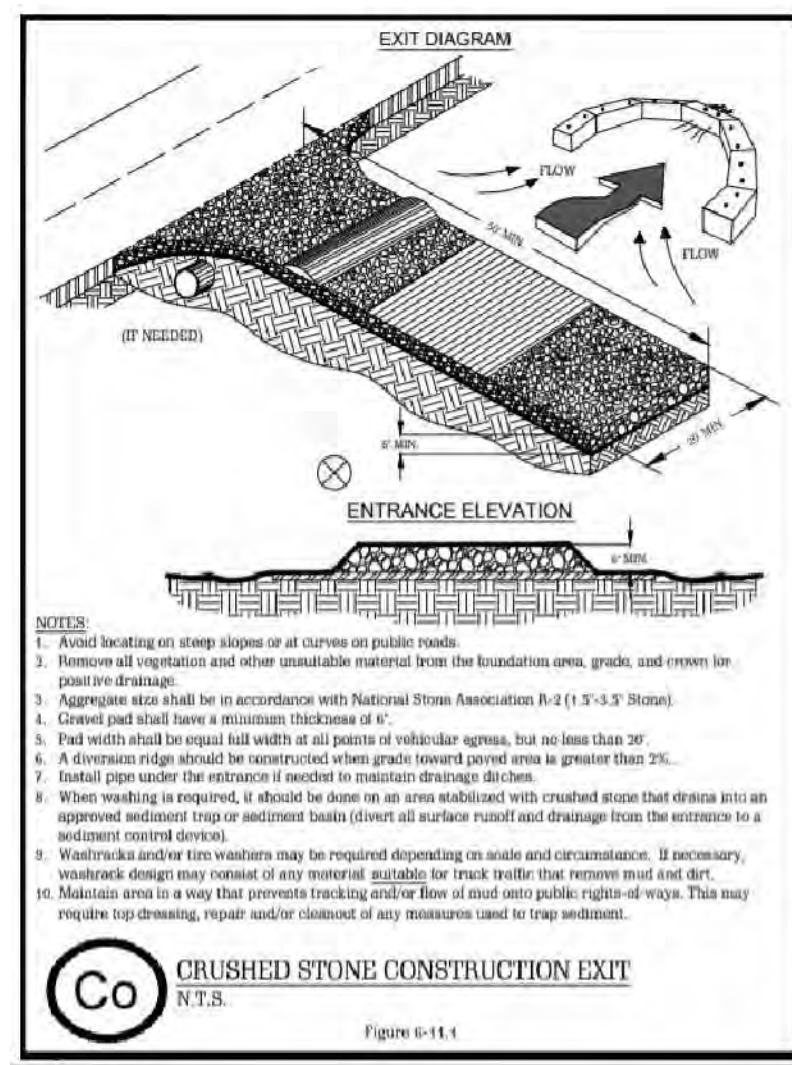 EXIT DIAGRAM
FLOW
50' MIN.
FLOW
(IF NEEDED)
6" MIN.
20' MIN.
ENTRANCE ELEVATION
6" MIN.
NOTES:
1. Avoid locating on steep slopes or at curves on public roads.
2. Remove all vegetation and other unsuitable material from the foundation area, grade, and crown for
positive drainage.
3. Aggregate size shall be in accordance with National Stone Association R-2 (1.5"-3.5" Stone).
4. Gravel pad shall have a minimum thickness of 6".
5. Pad width shall be equal full width at all points of vehicular egress, but no less than 20'.
6. A diversion ridge should be constructed when grade toward paved area is greater than 2%.
7. Install pipe under the entrance if needed to maintain drainage ditches.
8. When washing is required, it should be done on an area stabilized with crushed stone that drains into an
approved sediment trap or sediment basin (divert all surface runoff and drainage from the entrance to a
sediment control device).
9. Washracks and/or tire washers may be required depending on scale and circumstance. If necessary,
washrack design may consist of any material suitable for truck traffic that remove mud and dirt.
10. Maintain area in a way that prevents tracking and/or flow of mud onto public rights-of-ways. This may
require top dressing, repair and/or cleanout of any measures used to trap sediment.
Co
CRUSHED STONE CONSTRUCTION EXIT
N.T.S.
Figure 6-11.1